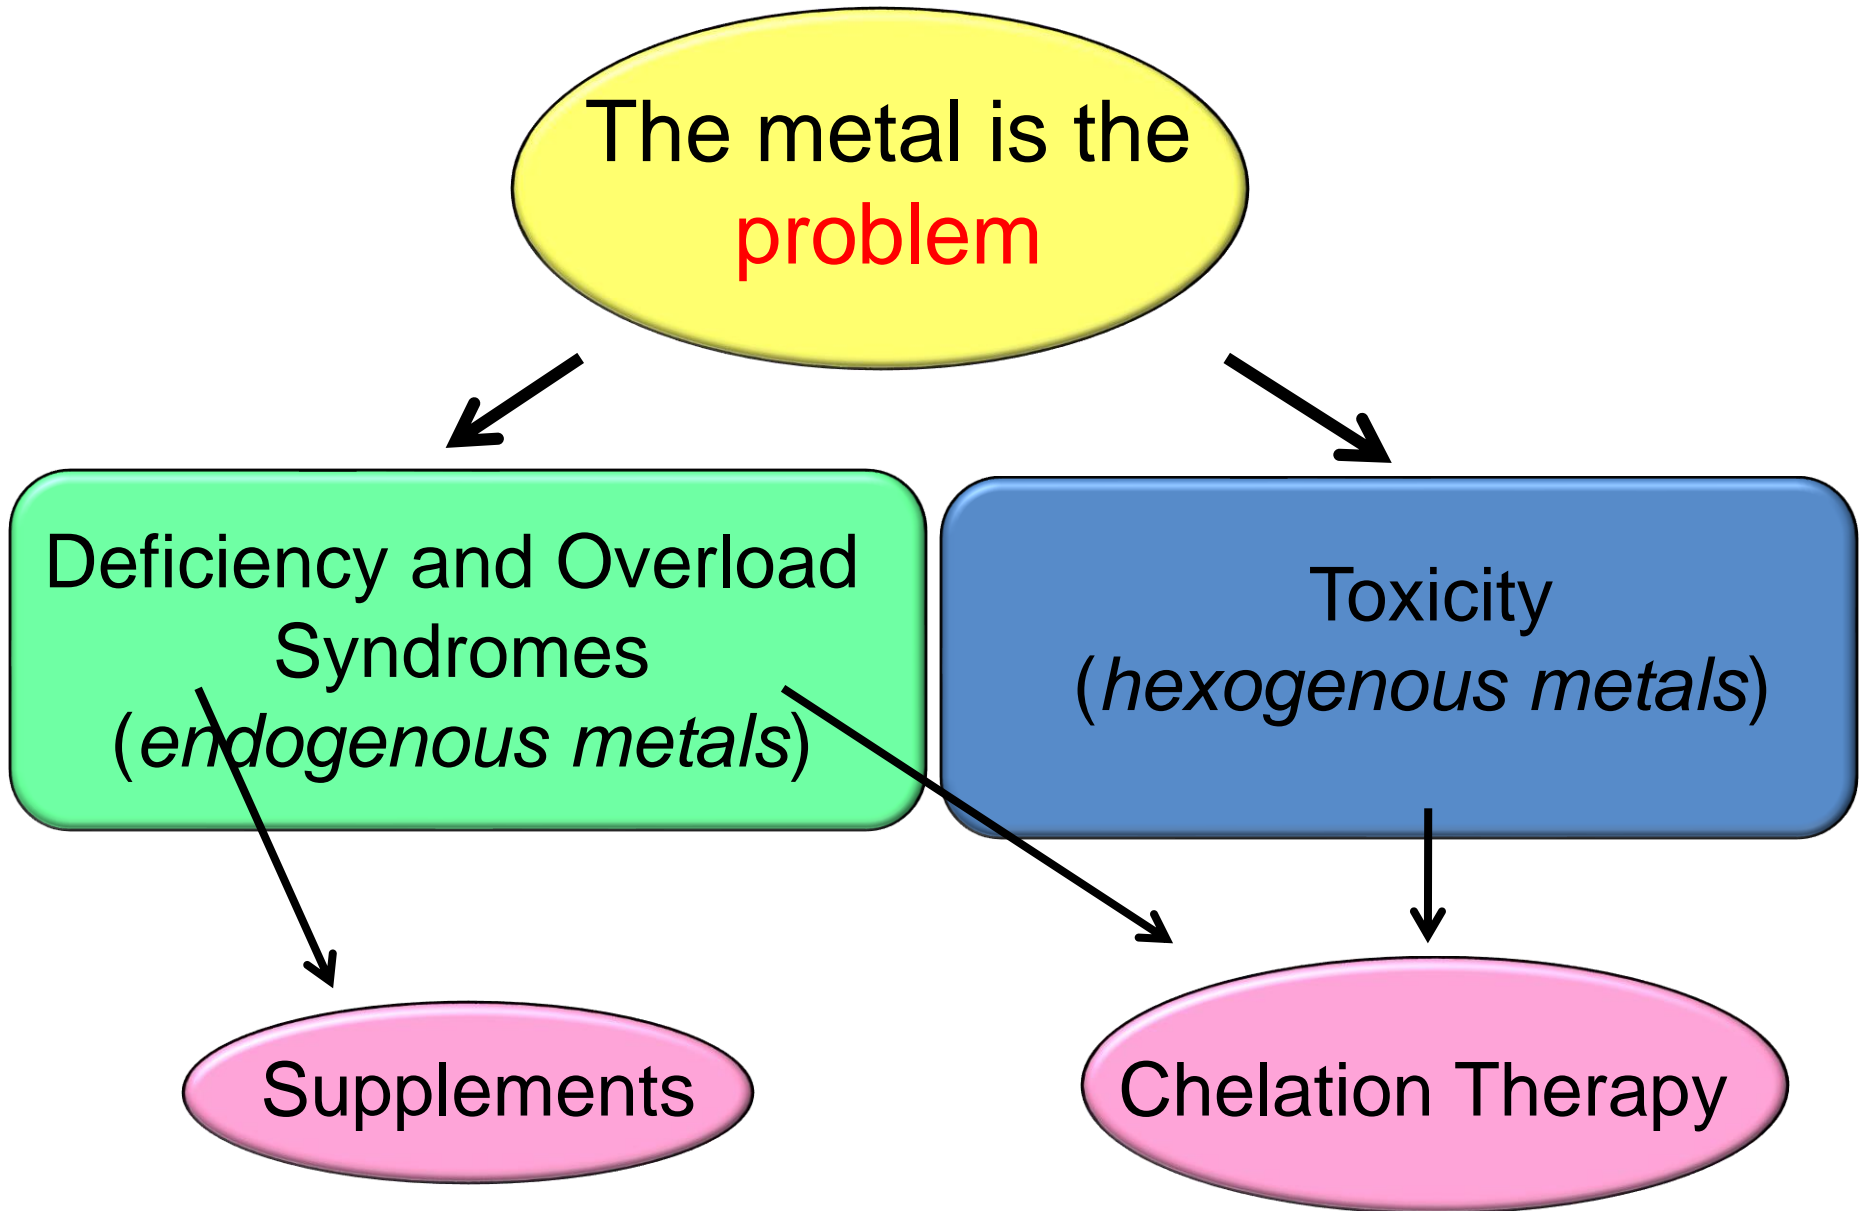 The metal is the
problem
Deficiency and Overload
Syndromes
(endogenous metals)
Toxicity
(hexogenous metals)
Supplements
Chelation Therapy